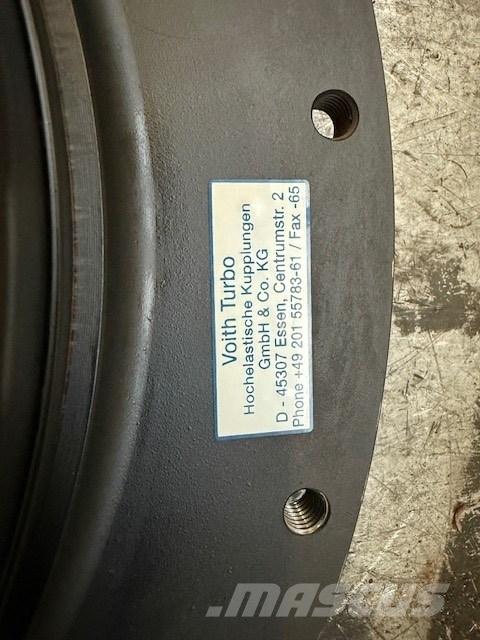 Voith Turbo
Hochelastische Kupplungen
GmbH & Co. KG
D - 45307 Essen, Centrumstr. 2
Phone +49 201 55783-61 / Fax -65
MASCUS